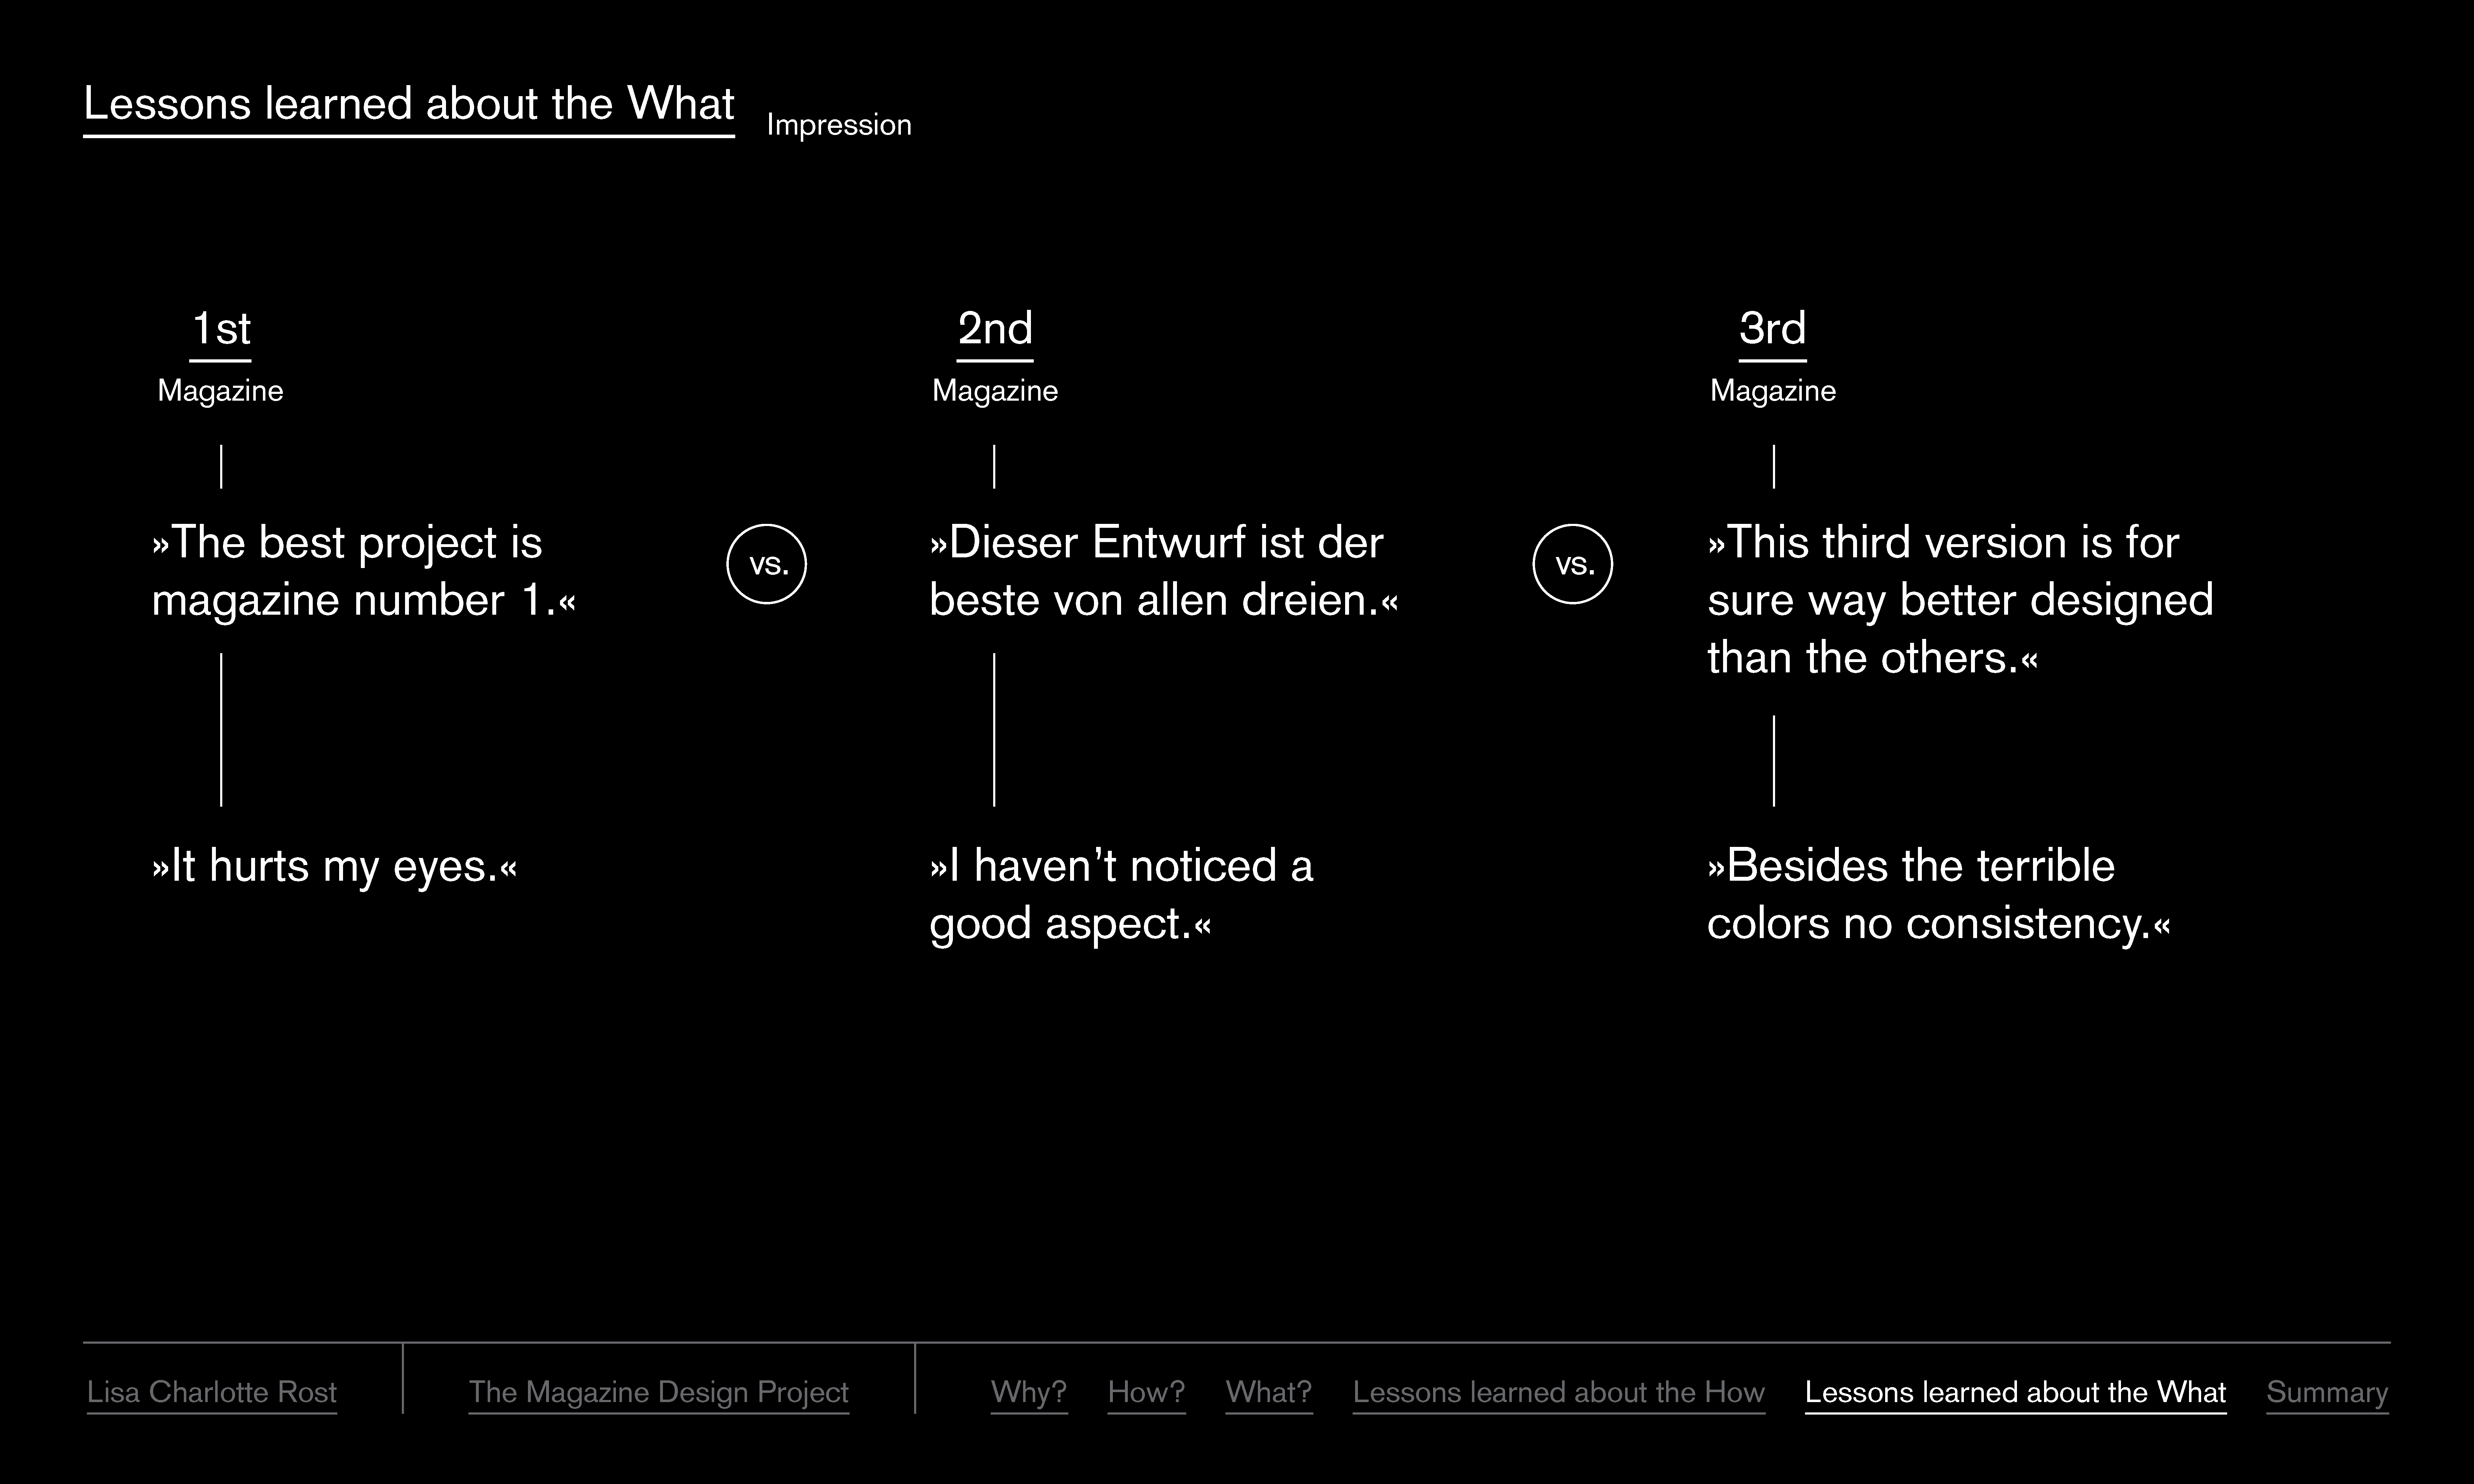 Lessons learned about the What
Impression
1st
Magazine
»The best project is
magazine number 1.«
»It hurts my eyes.«
vs.
2nd
Magazine
»Dieser Entwurf ist der
beste von allen dreien.«
»I haven’t noticed a
good aspect.«
vs.
3rd
Magazine
»This third version is for
sure way better designed
than the others.«
»Besides the terrible
colors no consistency.«
Lisa Charlotte Rost
The Magazine Design Project
Why?
How?
What?
Lessons learned about the How
Lessons learned about the What
Summary